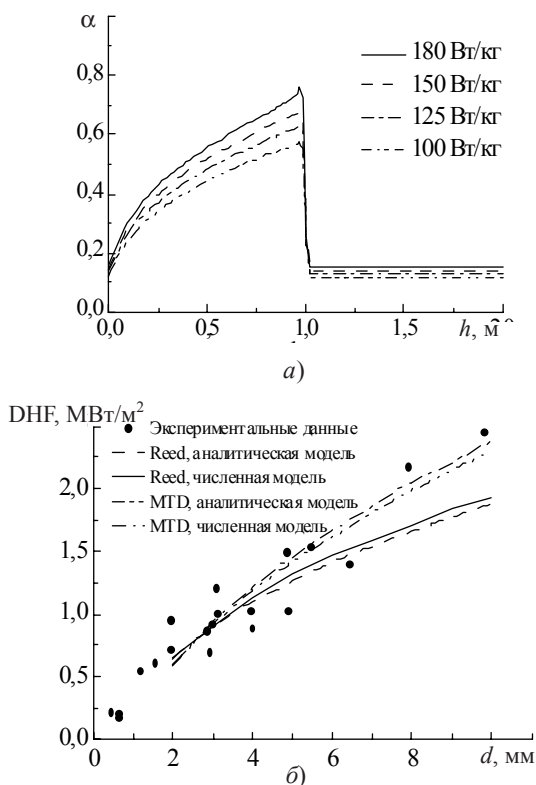 α
180 Вт/кг
150 Вт/кг
125 Вт/кг
100 Вт/кг
0,8
0,6
0,4
0,2
0
0,0 0,5 1,0 1,5 h, м
а)
DHF, МВт/м²
Экспериментальные данные
Reed, аналитическая модель
Reed, численная модель
MTD, аналитическая модель
MTD, численная модель
2,0
1,5
1,0
0,5
0,0
0 2 4 6 8 d, мм
б)